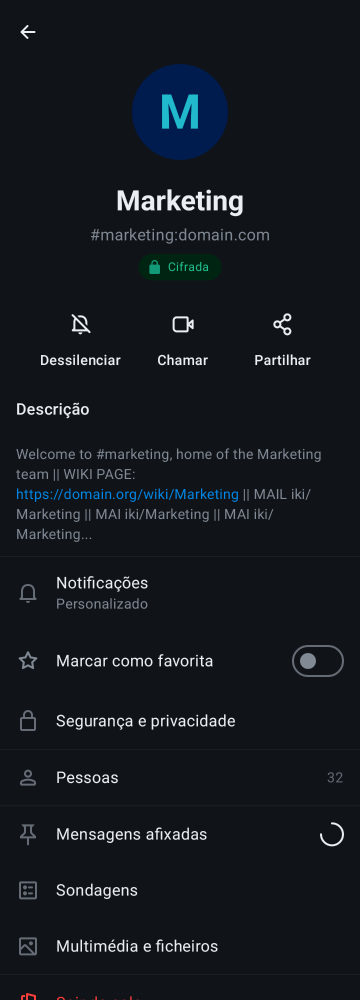 M
Marketing
#marketing:domain.com
Cifrada
Dessilenciar
Chamar
Partilhar
Descrição
Welcome to #marketing, home of the Marketing
team || WIKI PAGE:
https://domain.org/wiki/Marketing || MAIL iki/
Marketing || MAI iki/Marketing || MAI iki/
Marketing...
Notificações
Personalizado
Marcar como favorita
Segurança e privacidade
Pessoas 32
Mensagens afixadas
Sondagens
Multimédia e ficheiros